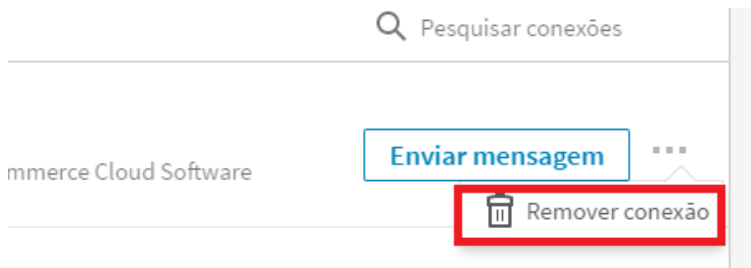 Pesquisar conexões
Enviar mensagem
mmerce Cloud Software
Remover conexão